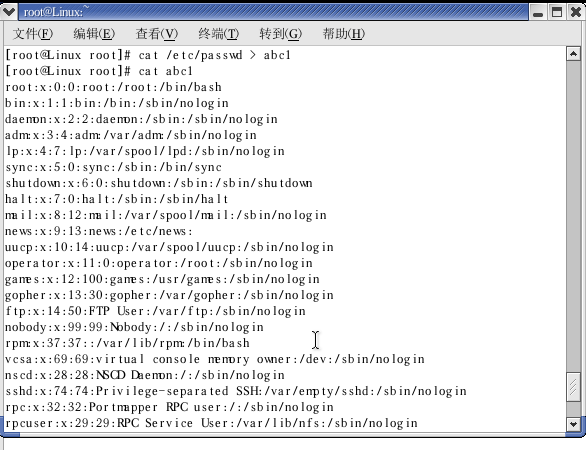 root@Linux:~
文件(F) 编辑(E) 查看(V) 终端(T) 转到(G) 帮助(H)
[root@Linux root]# cat /etc/passwd > abc1
[root@Linux root]# cat abc1
root:x:0:0:root:/root:/bin/bash
bin:x:1:1:bin:/bin:/sbin/nologin
daemon:x:2:2:daemon:/sbin:/sbin/nologin
adm:x:3:4:adm:/var/adm:/sbin/nologin
lp:x:4:7:lp:/var/spool/lpd:/sbin/nologin
sync:x:5:0:sync:/sbin:/bin/sync
shutdown:x:6:0:shutdown:/sbin:/sbin/shutdown
halt:x:7:0:halt:/sbin:/sbin/halt
mail:x:8:12:mail:/var/spool/mail:/sbin/nologin
news:x:9:13:news:/etc/news:
uucp:x:10:14:uucp:/var/spool/uucp:/sbin/nologin
operator:x:11:0:operator:/root:/sbin/nologin
games:x:12:100:games:/usr/games:/sbin/nologin
gopher:x:13:30:gopher:/var/gopher:/sbin/nologin
ftp:x:14:50:FTP User:/var/ftp:/sbin/nologin
nobody:x:99:99:Nobody:/:/sbin/nologin
rpm:x:37:37::/var/lib/rpm:/bin/bash
vcsa:x:69:69:virtual console memory owner:/dev:/sbin/nologin
nscd:x:28:28:NSCD Daemon:/:/sbin/nologin
sshd:x:74:74:Privilege-separated SSH:/var/empty/sshd:/sbin/nologin
rpc:x:32:32:Portmapper RPC user:/:/sbin/nologin
rpcuser:x:29:29:RPC Service User:/var/lib/nfs:/sbin/nologin